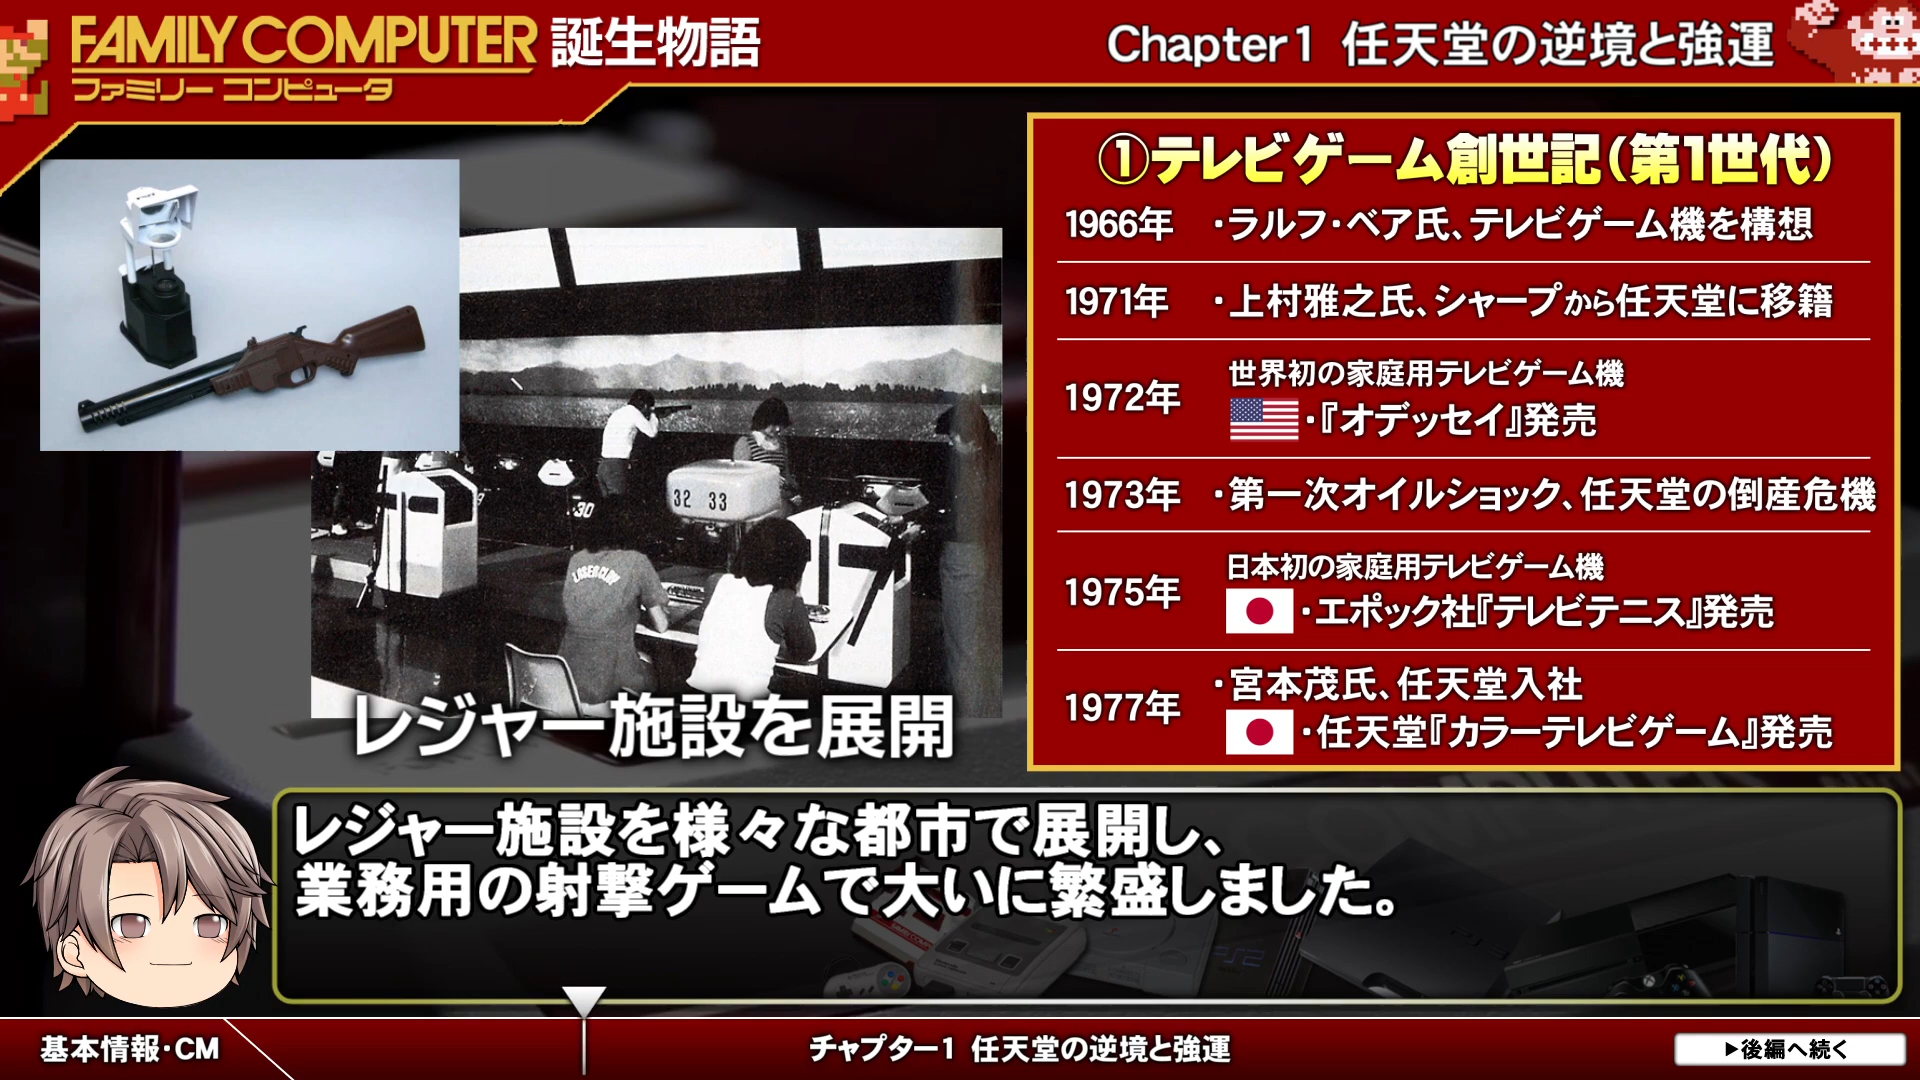 FAMILY COMPUTER 誕生物語
ファミリー コンピュータ
Chapter1 任天堂の逆境と強運
①テレビゲーム創世記(第1世代)
1966年 ・ラルフ・ベア氏、テレビゲーム機を構想
1971年 ・上村雅之氏、シャープから任天堂に移籍
1972年 世界初の家庭用テレビゲーム機
・『オデッセイ』発売
1973年 ・第一次オイルショック、任天堂の倒産危機
1975年 日本初の家庭用テレビゲーム機
・エポック社『テレビテニス』発売
1977年 ・宮本茂氏、任天堂入社
・任天堂『カラーテレビゲーム』発売
30
32 33
LASER CLAY
レジャー施設を展開
レジャー施設を様々な都市で展開し、
業務用の射撃ゲームで大いに繁盛しました。
基本情報・CM
チャプター1 任天堂の逆境と強運
▶後編へ続く